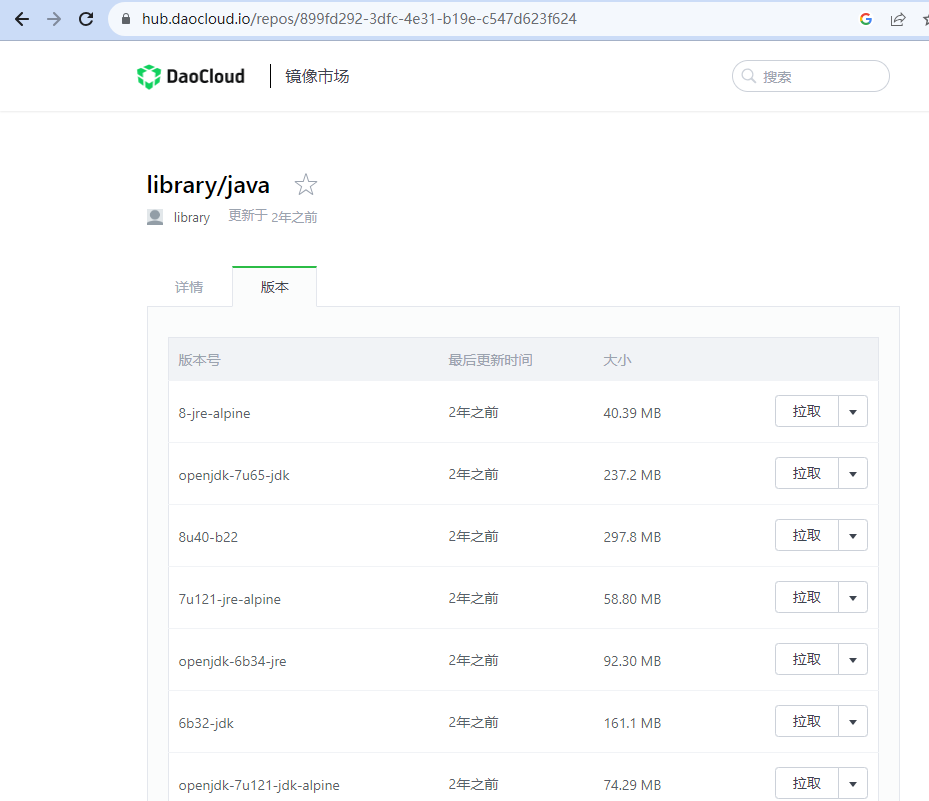 hub.daocloud.io/repos/899fd292-3dfc-4e31-b19e-c547d623f624
DaoCloud 镜像市场 搜索
library/java
library 更新于 2年之前
详情 版本
版本号 最后更新时间 大小
8-jre-alpine 2年之前 40.39 MB 拉取
openjdk-7u65-jdk 2年之前 237.2 MB 拉取
8u40-b22 2年之前 297.8 MB 拉取
7u121-jre-alpine 2年之前 58.80 MB 拉取
openjdk-6b34-jre 2年之前 92.30 MB 拉取
6b32-jdk 2年之前 161.1 MB 拉取
openjdk-7u121-jdk-alpine 2年之前 74.29 MB 拉取